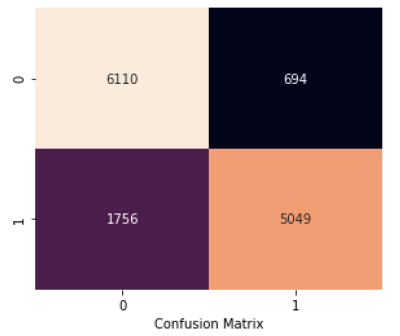 0 6110 694
1 1756 5049
0 1
Confusion Matrix